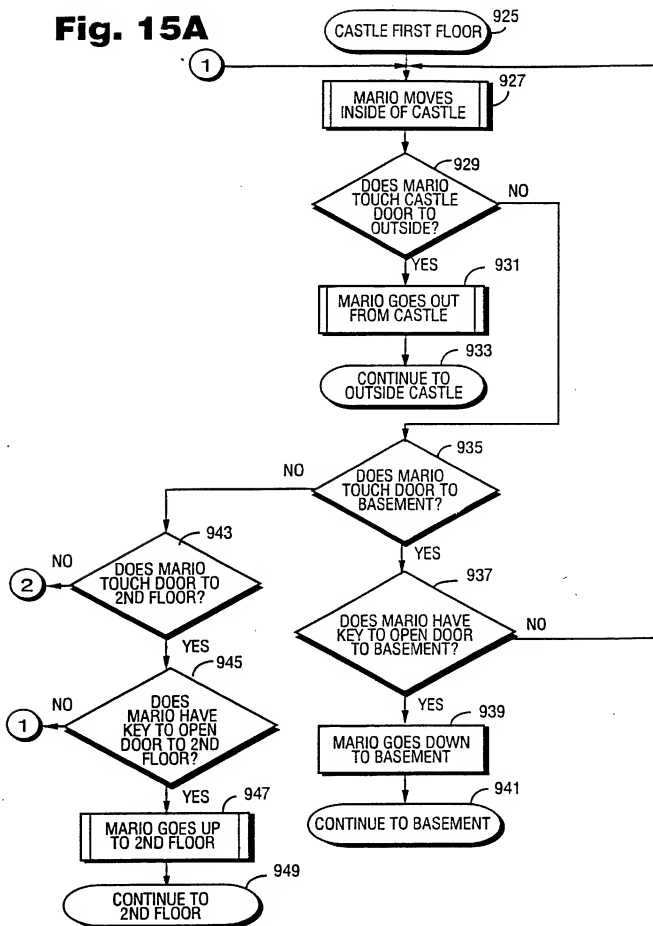 Fig. 15A
CASTLE FIRST FLOOR
925
1
MARIO MOVES
INSIDE OF CASTLE
927
929
DOES MARIO
TOUCH CASTLE
DOOR TO
OUTSIDE?
NO
YES
931
MARIO GOES OUT
FROM CASTLE
933
CONTINUE TO
OUTSIDE CASTLE
935
NO
DOES MARIO
TOUCH DOOR TO
BASEMENT?
YES
943
NO
2
DOES MARIO
TOUCH DOOR TO
2ND FLOOR?
YES
937
DOES MARIO HAVE
KEY TO OPEN DOOR
TO BASEMENT?
NO
YES
945
NO
1
DOES
MARIO HAVE
KEY TO OPEN
DOOR TO 2ND
FLOOR?
YES
939
MARIO GOES DOWN
TO BASEMENT
941
CONTINUE TO BASEMENT
947
MARIO GOES UP
TO 2ND FLOOR
949
CONTINUE TO
2ND FLOOR